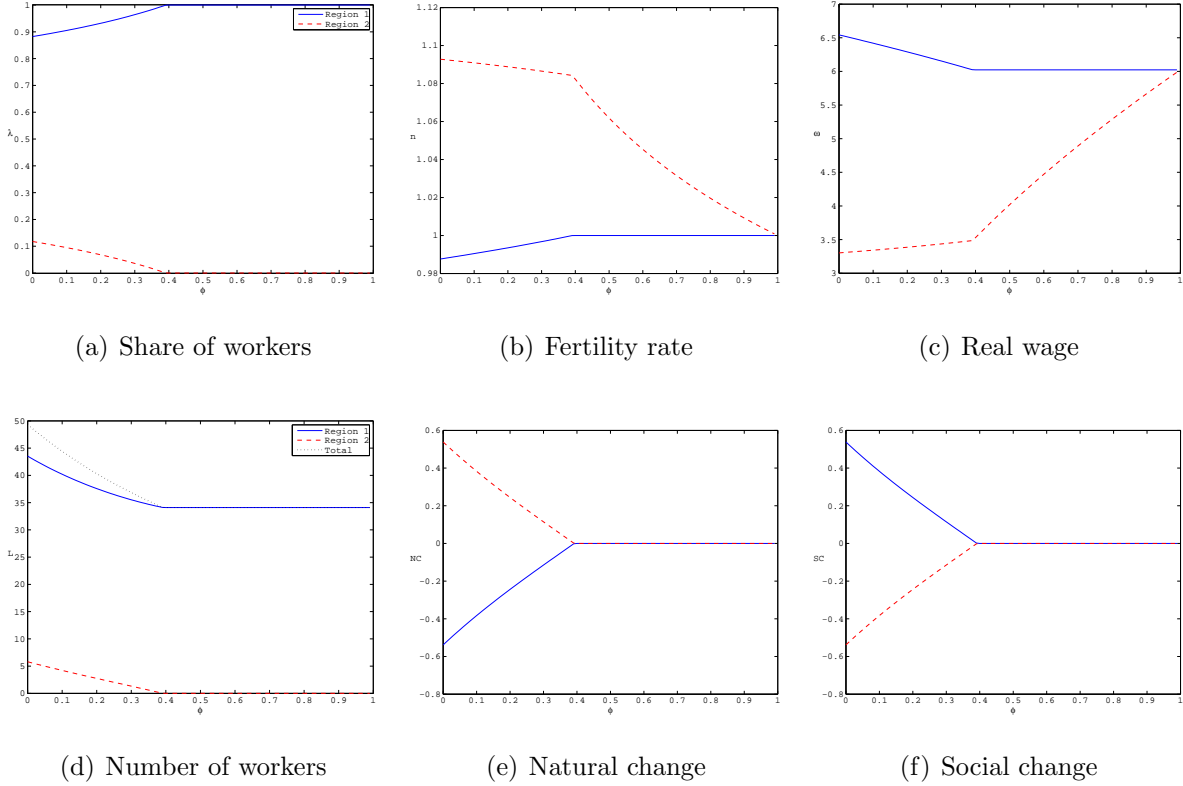 1
0.9
0.8
0.7
0.6
0.5
0.4
0.3
0.2
0.1
0
λ
0 0.1 0.2 0.3 0.4 0.5 0.6 0.7 0.8 0.9 1
φ
Region 1
Region 2
(a) Share of workers
1.12
1.1
1.08
1.06
1.04
1.02
1
0.98
n
0 0.1 0.2 0.3 0.4 0.5 0.6 0.7 0.8 0.9 1
φ
(b) Fertility rate
7
6.5
6
5.5
5
4.5
4
3.5
3
0 0.1 0.2 0.3 0.4 0.5 0.6 0.7 0.8 0.9 1
φ
(c) Real wage
50
45
40
35
30
25
20
15
10
5
0
L
0 0.1 0.2 0.3 0.4 0.5 0.6 0.7 0.8 0.9 1
φ
Region 1
Region 2
Total
(d) Number of workers
0.6
0.4
0.2
0
−0.2
−0.4
−0.6
−0.8
NC
0 0.1 0.2 0.3 0.4 0.5 0.6 0.7 0.8 0.9 1
φ
(e) Natural change
0.6
0.4
0.2
0
−0.2
−0.4
−0.6
−0.8
SC
0 0.1 0.2 0.3 0.4 0.5 0.6 0.7 0.8 0.9 1
φ
(f) Social change